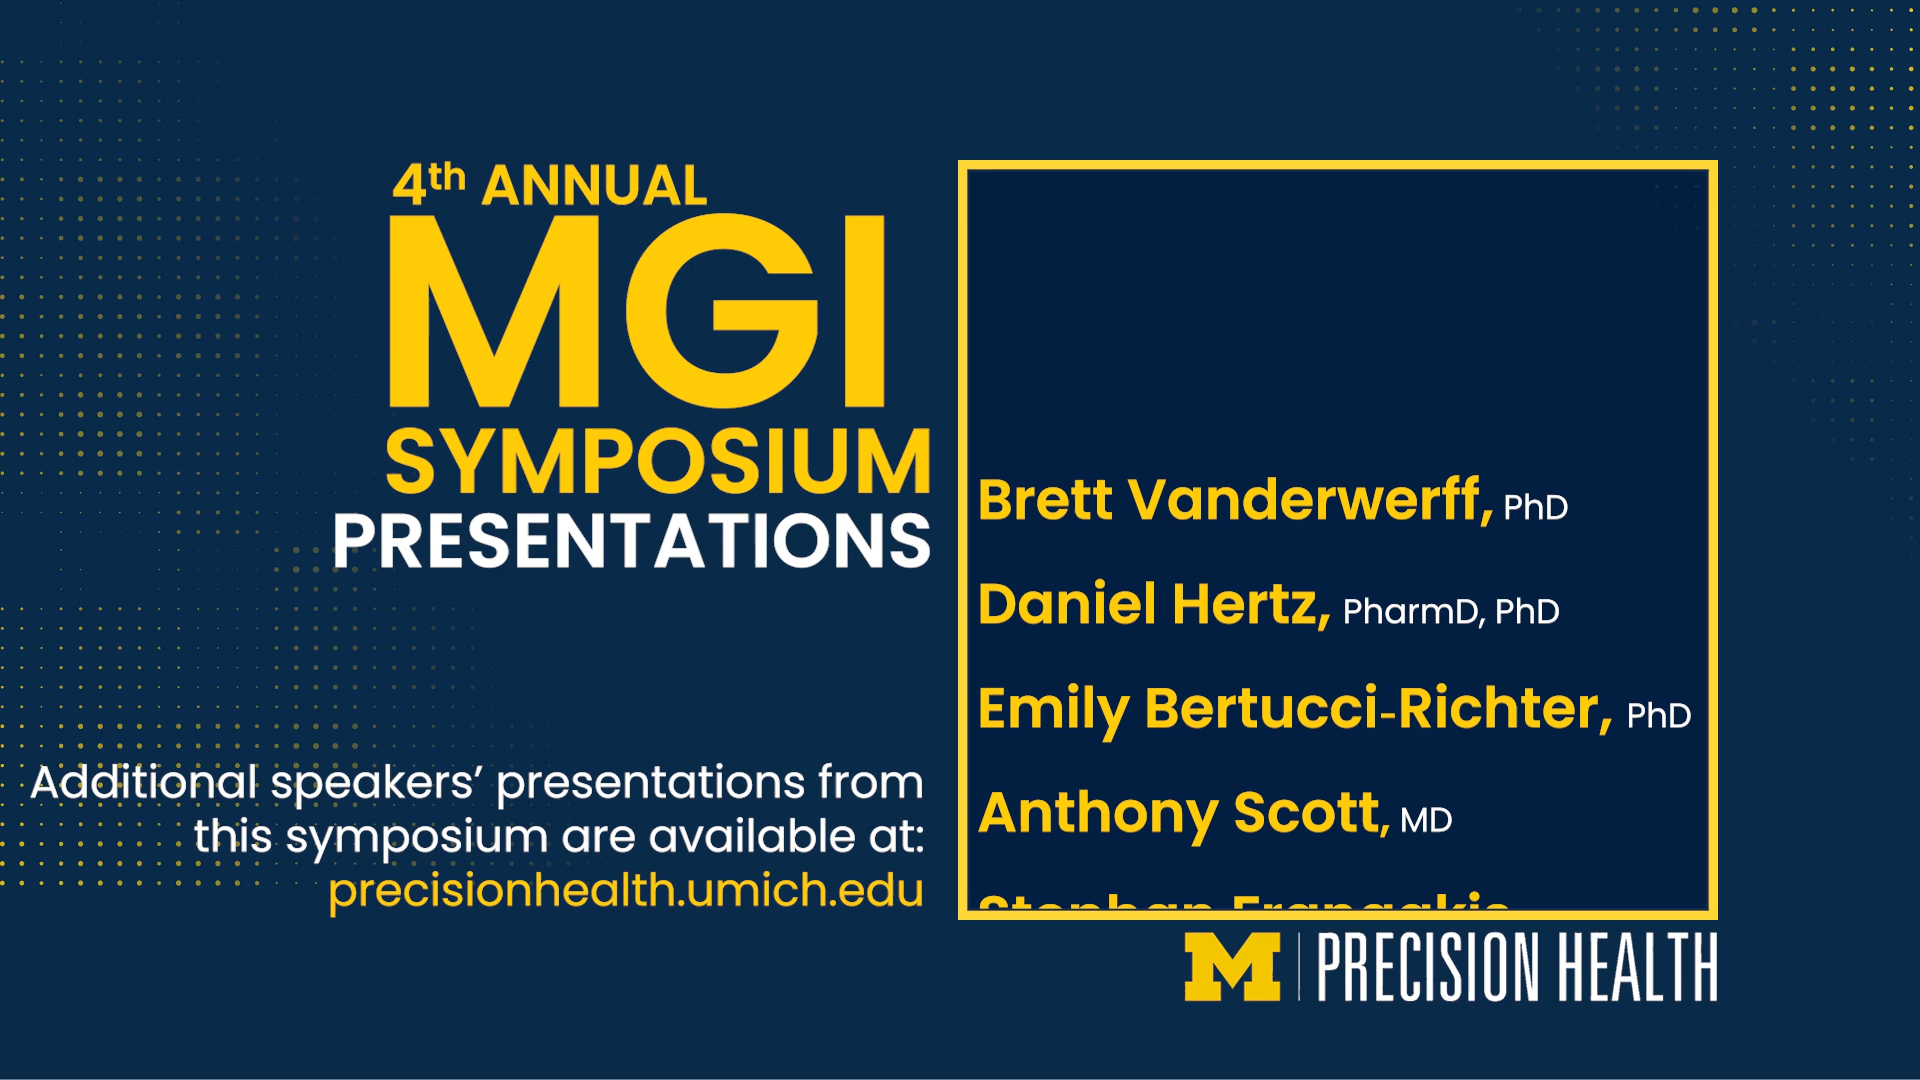 4th ANNUAL
MGI
SYMPOSIUM
PRESENTATIONS
Additional speakers’ presentations from
this symposium are available at:
precisionhealth.umich.edu
Brett Vanderwerff, PhD
Daniel Hertz, PharmD, PhD
Emily Bertucci-Richter, PhD
Anthony Scott, MD
M PRECISION HEALTH